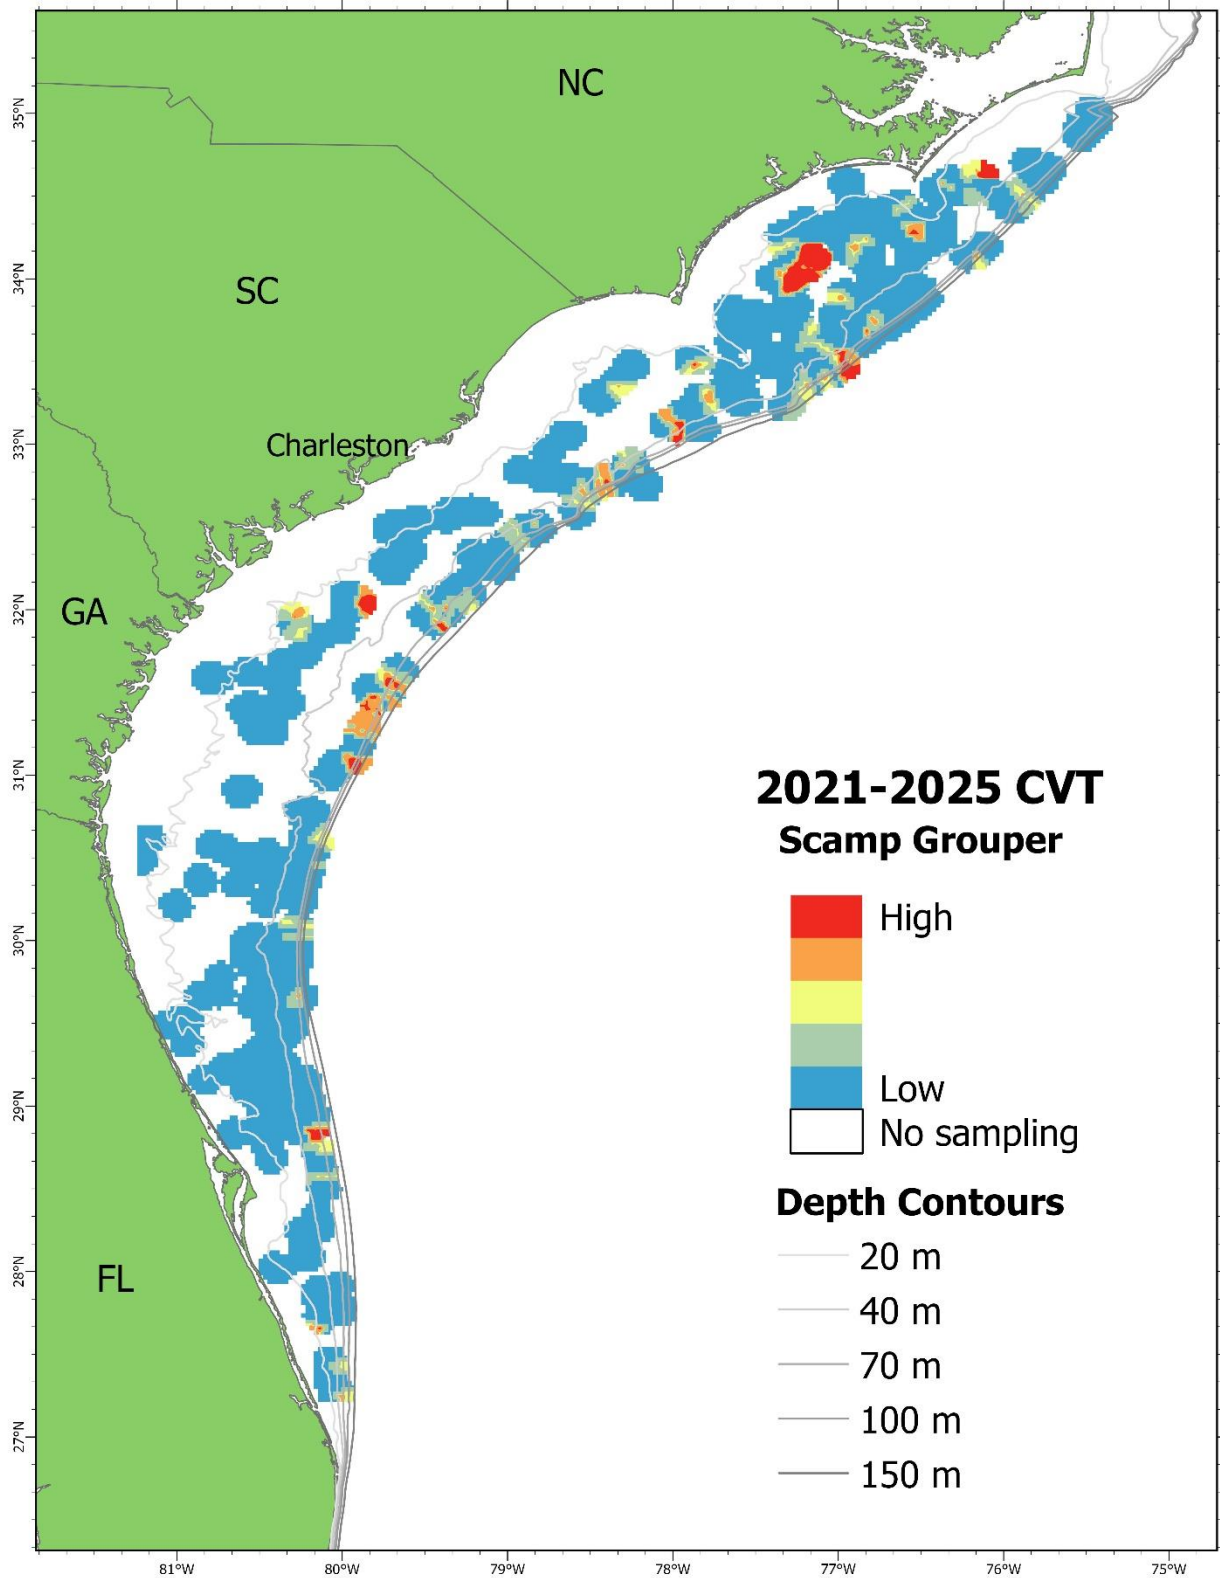 NC
35°N
SC
34°N
Charleston
33°N
GA
32°N
31°N
2021-2025 CVT
Scamp Grouper
High
30°N
Low
No sampling
29°N
Depth Contours
20 m
FL
28°N
40 m
70 m
100 m
27°N
150 m
81°W 80°W 79°W 78°W 77°W 76°W 75°W